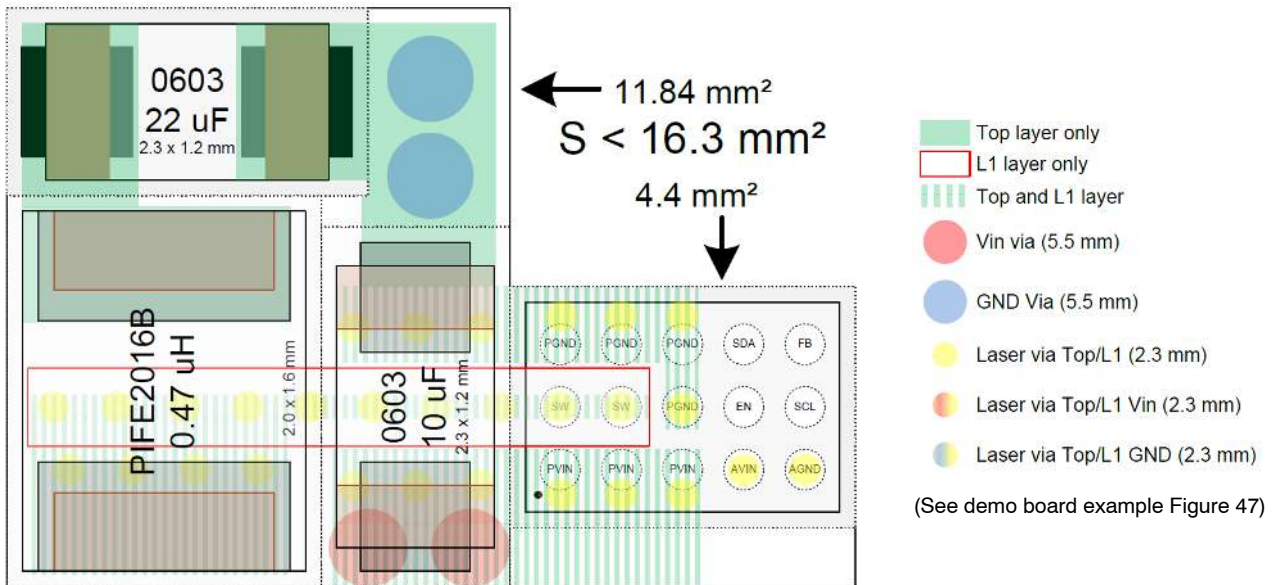 0603
22 uF
2.3 x 1.2 mm
11.84 mm²
S < 16.3 mm²
4.4 mm²
PIFE2016B
0.47 uH
2.0 x 1.6 mm
0603
10 uF
2.3 x 1.2 mm
PGND PGND PGND SDA FB
SW SW PGND EN SCL
PVIN PVIN PVIN AVIN AGND
Top layer only
L1 layer only
Top and L1 layer
Vin via (5.5 mm)
GND Via (5.5 mm)
Laser via Top/L1 (2.3 mm)
Laser via Top/L1 Vin (2.3 mm)
Laser via Top/L1 GND (2.3 mm)
(See demo board example Figure 47)